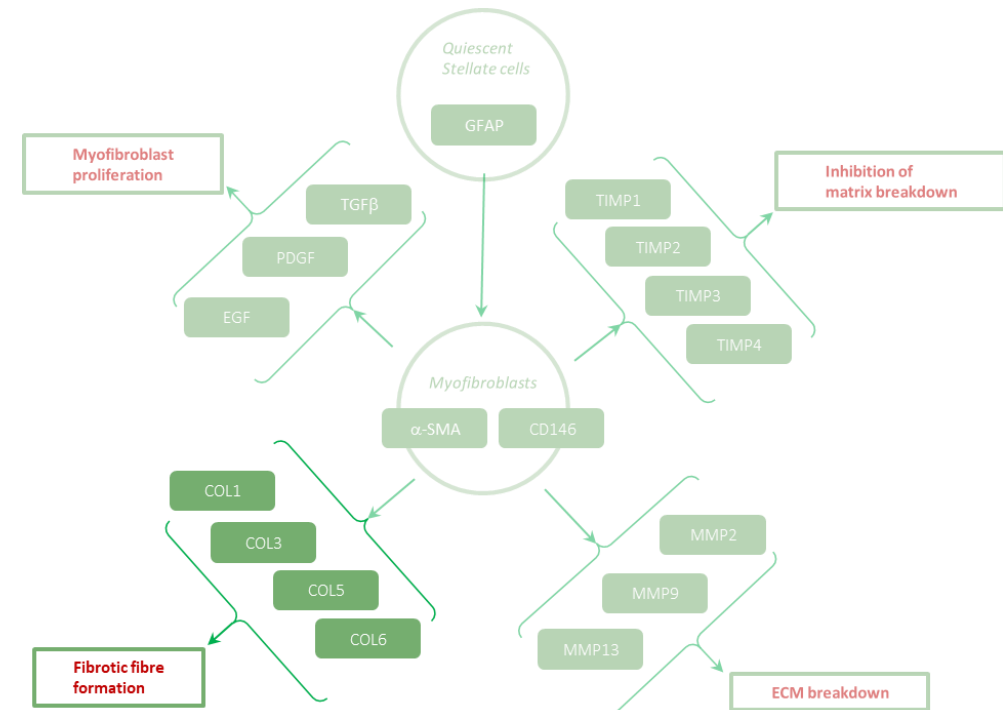 Quiescent
Stellate cells
GFAP
Myofibroblast
proliferation
TGFβ
PDGF
EGF
TIMP1
TIMP2
TIMP3
TIMP4
Inhibition of
matrix breakdown
Myofibroblasts
α-SMA
CD146
COL1
COL3
COL5
COL6
Fibrotic fibre
formation
MMP2
MMP9
MMP13
ECM breakdown